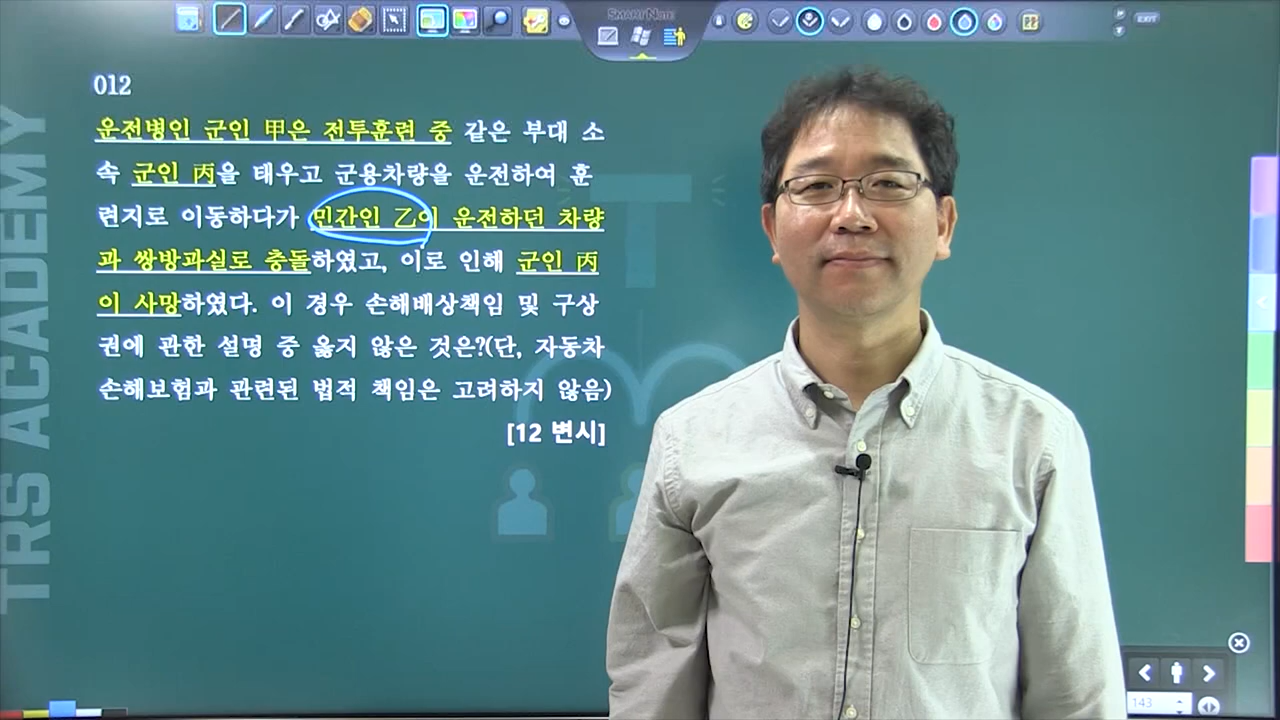 SMART NOTE
EXIT
012
운전병인 군인 甲은 전투훈련 중 같은 부대 소
속 군인 丙을 태우고 군용차량을 운전하여 훈
련지로 이동하다가 민간인 乙이 운전하던 차량
과 쌍방과실로 충돌하였고, 이로 인해 군인 丙
이 사망하였다. 이 경우 손해배상책임 및 구상
권에 관한 설명 중 옳지 않은 것은?(단, 자동차
손해보험과 관련된 법적 책임은 고려하지 않음)
[12 변시]
TRS ACADEMY
143